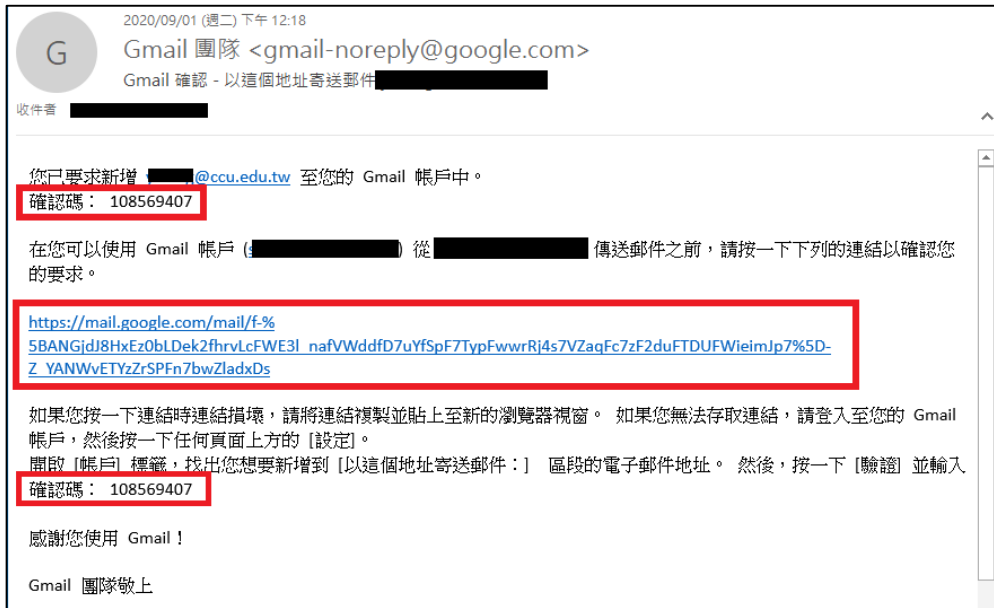 2020/09/01 (週二) 下午 12:18
G
Gmail 團隊 <gmail-noreply@google.com>
Gmail 確認 - 以這個地址寄送郵件
收件者
您已要求新增 @ccu.edu.tw 至您的 Gmail 帳戶中。
確認碼： 108569407
在您可以使用 Gmail 帳戶 ( ) 從 傳送郵件之前，請按一下下列的連結以確認您
的要求。
https://mail.google.com/mail/f-%
5BANGjdJ8HxEz0bLDek2fhrvLcFWE3l_nafVWddfD7uYfSpF7TypFwwrRj4s7VZaqFc7zF2duFTDUFWieimJp7%5D-
Z_YANWvETYzZrSPFn7bwZladxDs
如果您按一下連結時連結損壞，請將連結複製並貼上至新的瀏覽器視窗。 如果您無法存取連結，請登入至您的 Gmail
帳戶，然後按一下任何頁面上方的 [設定]。
開啟 [帳戶] 標籤，找出您想要新增到 [以這個地址寄送郵件：] 區段的電子郵件地址。 然後，按一下 [驗證] 並輸入
確認碼： 108569407
感謝您使用 Gmail！
Gmail 團隊敬上